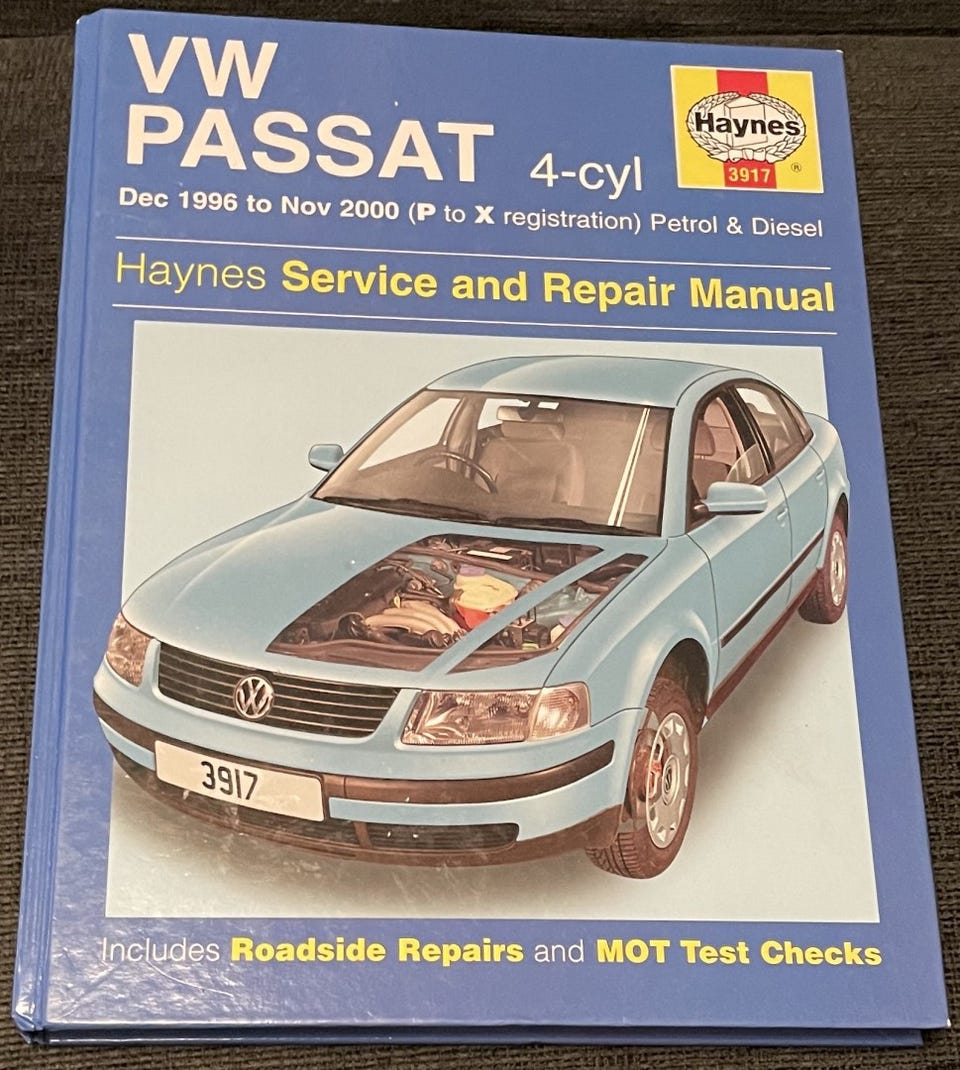 VW
PASSAT 4-cyl
Haynes
3917
®
Dec 1996 to Nov 2000 (P to X registration) Petrol & Diesel
Haynes Service and Repair Manual
VW
3917
Includes Roadside Repairs and MOT Test Checks